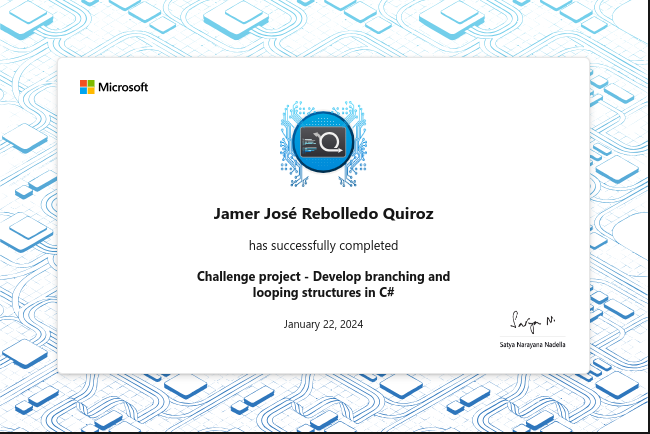 Microsoft
Jamer José Rebolledo Quiroz
has successfully completed
Challenge project - Develop branching and
looping structures in C#
January 22, 2024
Satya N.
Satya Narayana Nadella